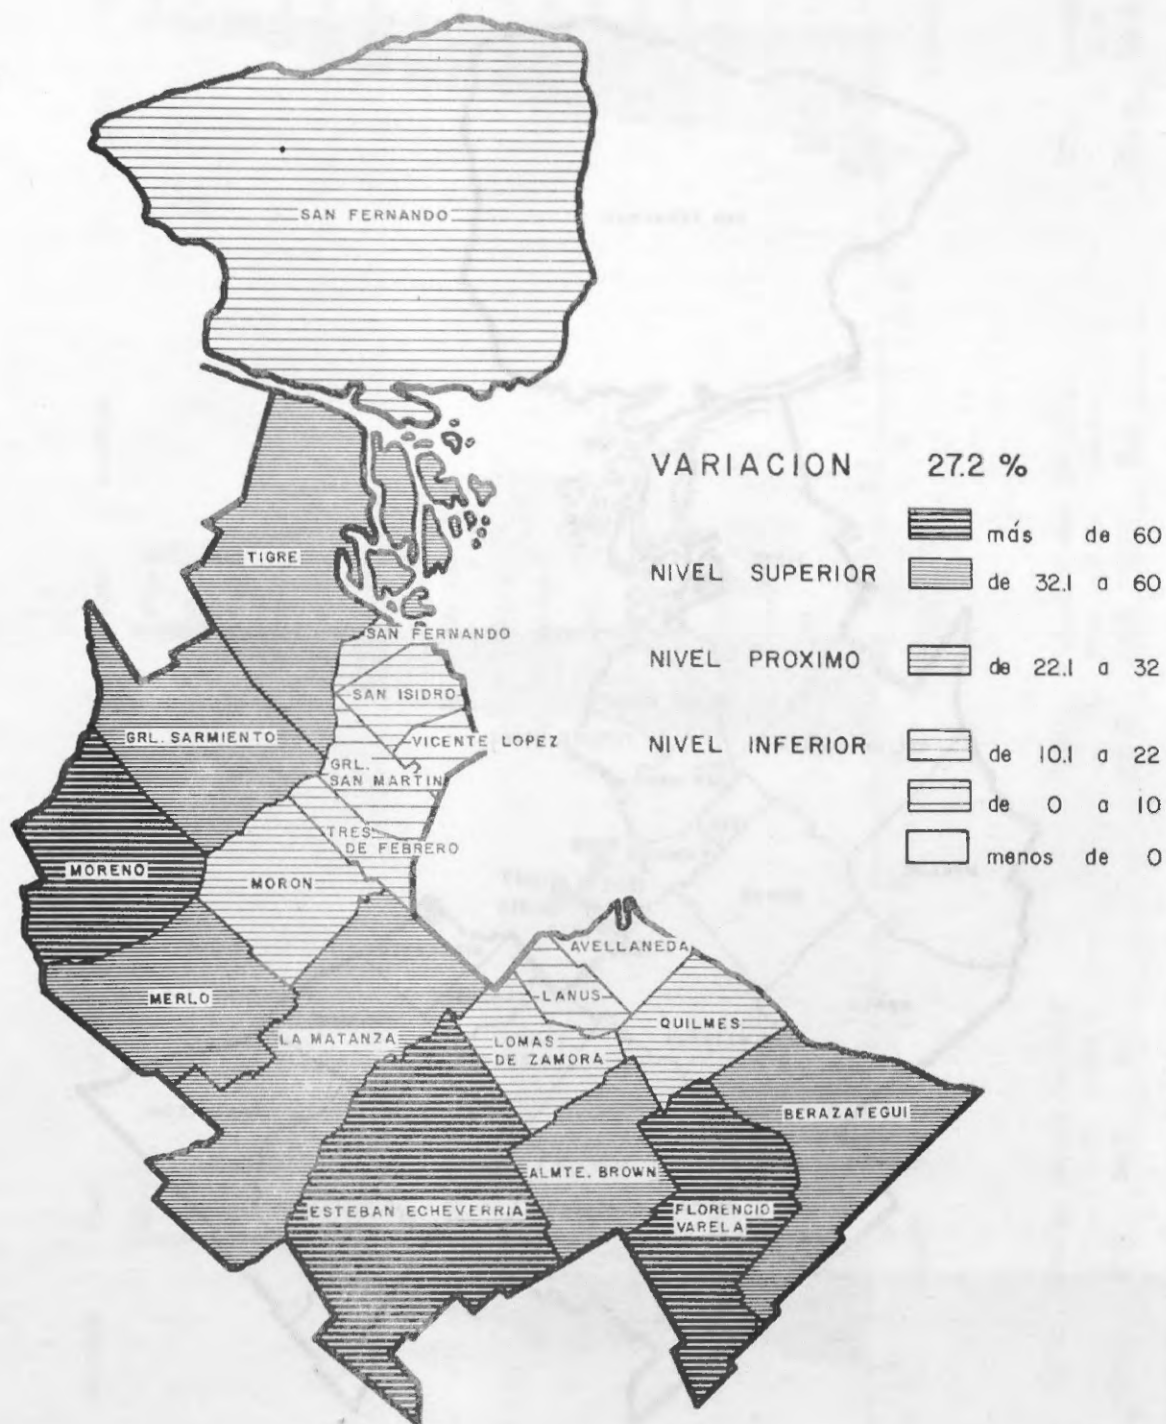 SAN FERNANDO
VARIACION 27.2 %
más de 60
NIVEL SUPERIOR de 32.1 a 60
NIVEL PROXIMO de 22.1 a 32
NIVEL INFERIOR de 10.1 a 22
de 0 a 10
menos de 0
TIGRE
SAN FERNANDO
SAN ISIDRO
GRL. SARMIENTO
VICENTE LOPEZ
GRL.
SAN MARTIN
TRES
DE FEBRERO
MORENO
MORON
AVELLANEDA
MERLO
LANUS
QUILMES
LA MATANZA
LOMAS
DE ZAMORA
BERAZATEGUI
ALMTE. BROWN
ESTEBAN ECHEVERRIA
FLORENCIO
VARELA